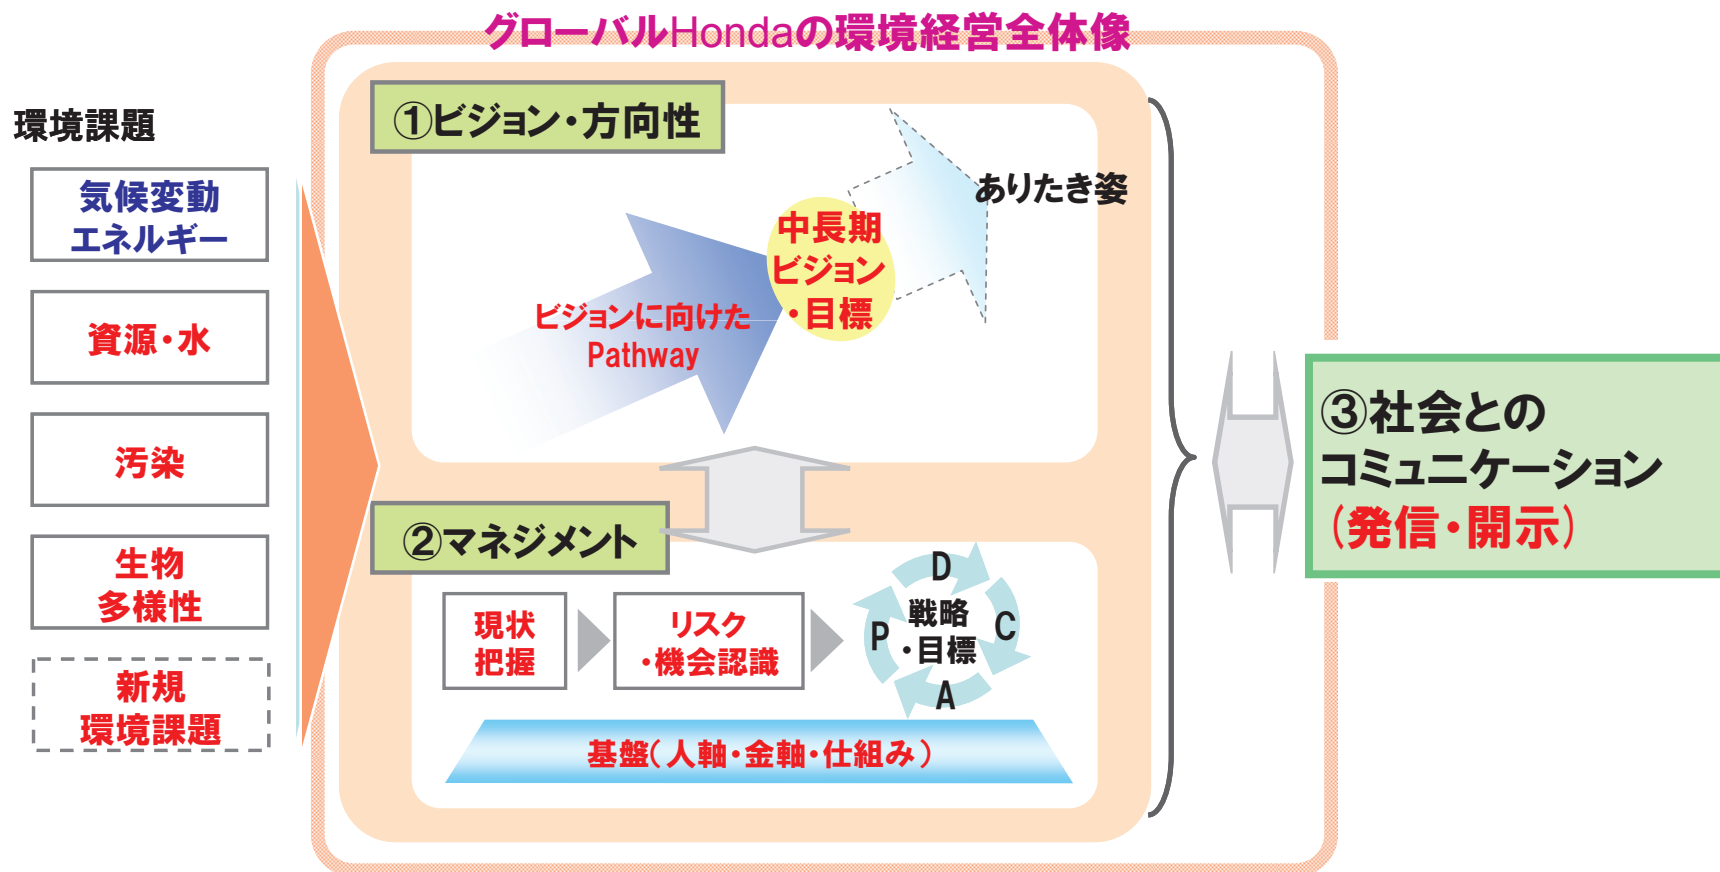 グローバルHondaの環境経営全体像
環境課題
気候変動
エネルギー
資源・水
汚染
生物
多様性
新規
環境課題
①ビジョン・方向性
ありたき姿
中長期
ビジョン
・目標
ビジョンに向けた
Pathway
②マネジメント
現状
把握
リスク
・機会認識
P
D
C
A
戦略
・目標
基盤(人軸・金軸・仕組み)
③社会との
コミュニケーション
(発信・開示)